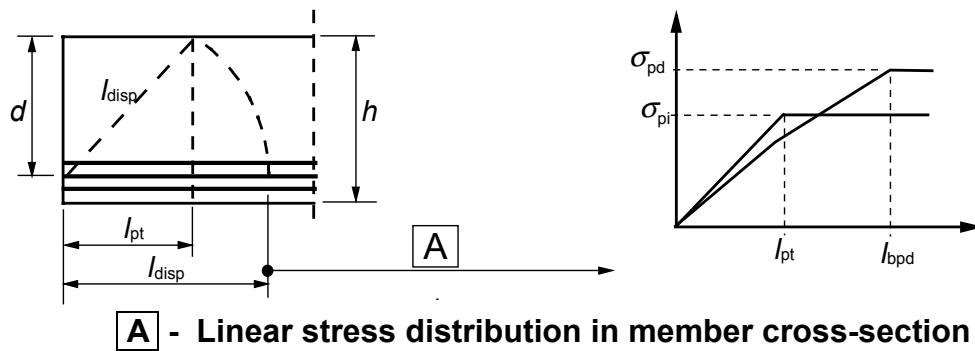 d
l_disp
h
l_pt
l_disp
A
σ_pd
σ_pi
l_pt
l_bpd
A - Linear stress distribution in member cross-section